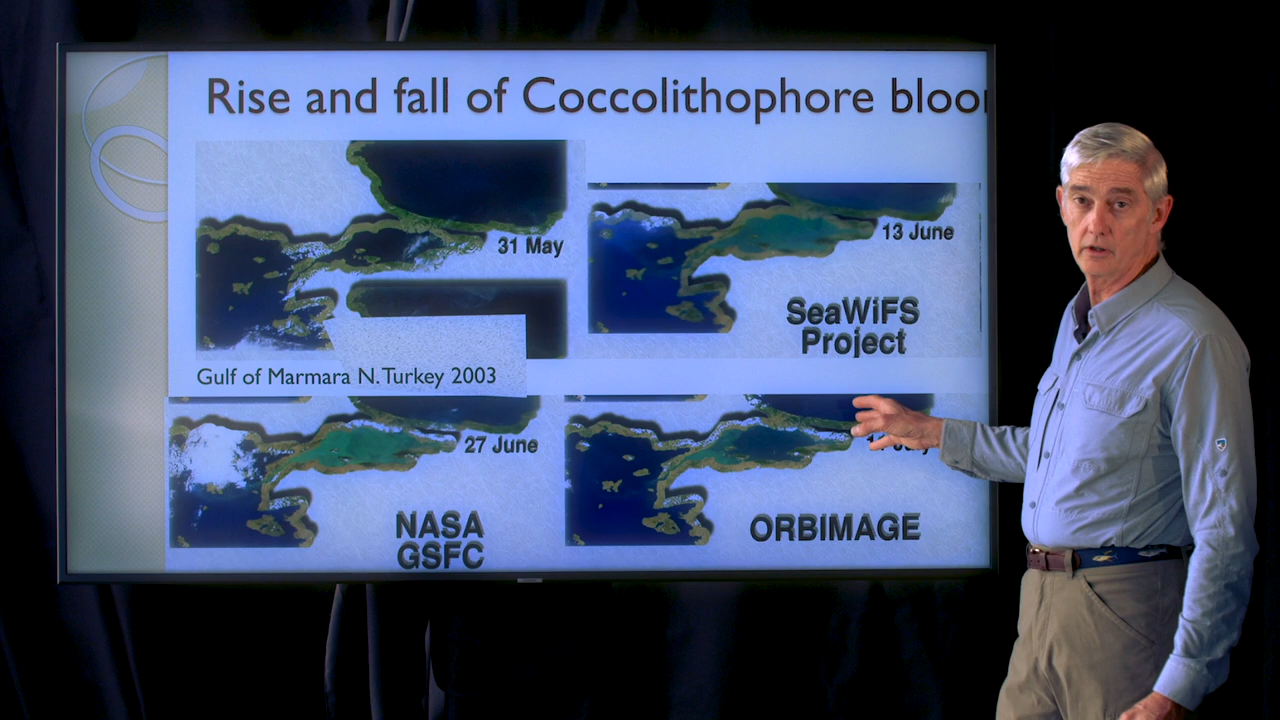 Rise and fall of Coccolithophore
31 May
13 June
SeaWiFS
Project
Gulf of Marmara N. Turkey 2003
27 June
July
NASA
GSFC
ORBIMAGE